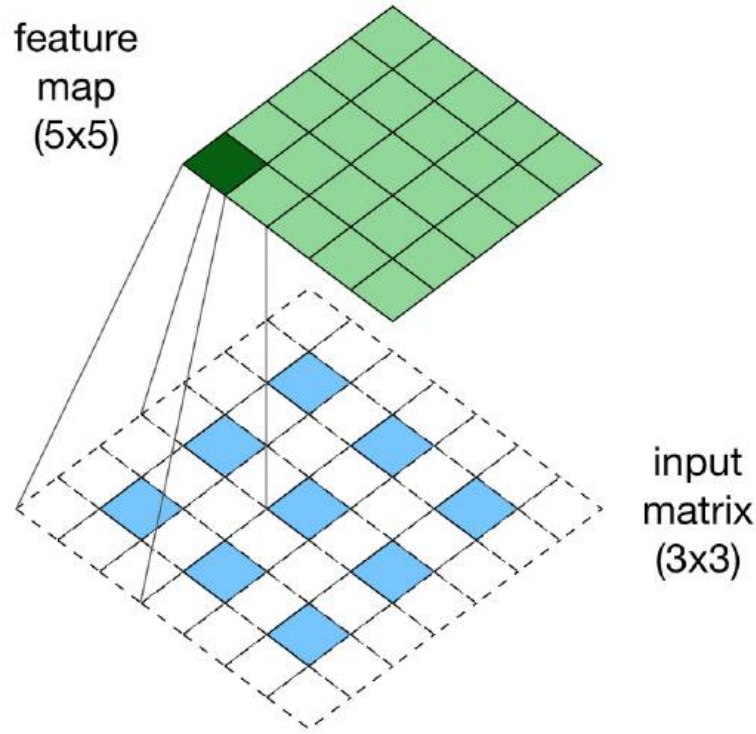 feature
map
(5x5)
input
matrix
(3x3)